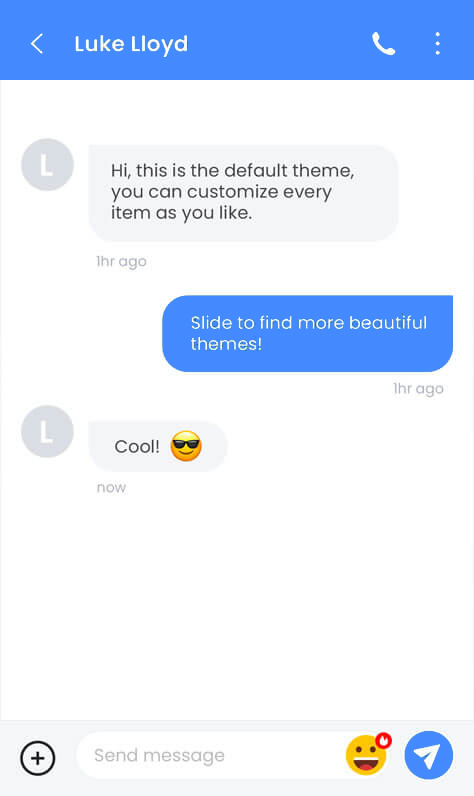 Luke Lloyd
L
Hi, this is the default theme,
you can customize every
item as you like.
1hr ago
Slide to find more beautiful
themes!
1hr ago
L
Cool! 😎
now
Send message